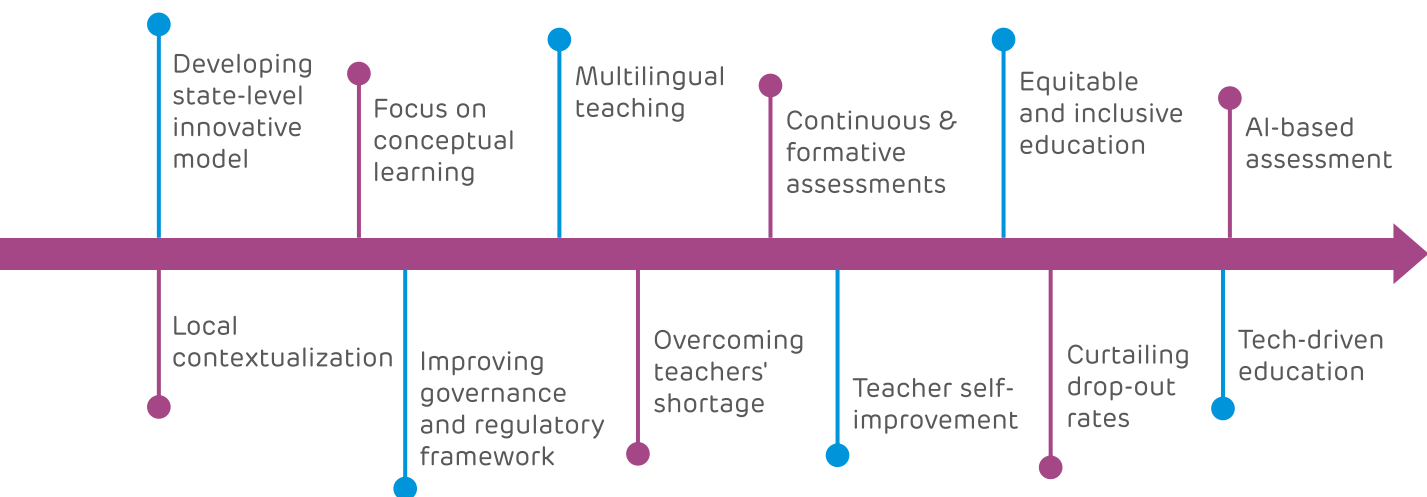 Developing
state-level
innovative
model
Focus on
conceptual
learning
Multilingual
teaching
Continuous &
formative
assessments
Equitable
and inclusive
education
AI-based
assessment
Local
contextualization
Improving
governance
and regulatory
framework
Overcoming
teachers'
shortage
Teacher self-
improvement
Curtailing
drop-out
rates
Tech-driven
education